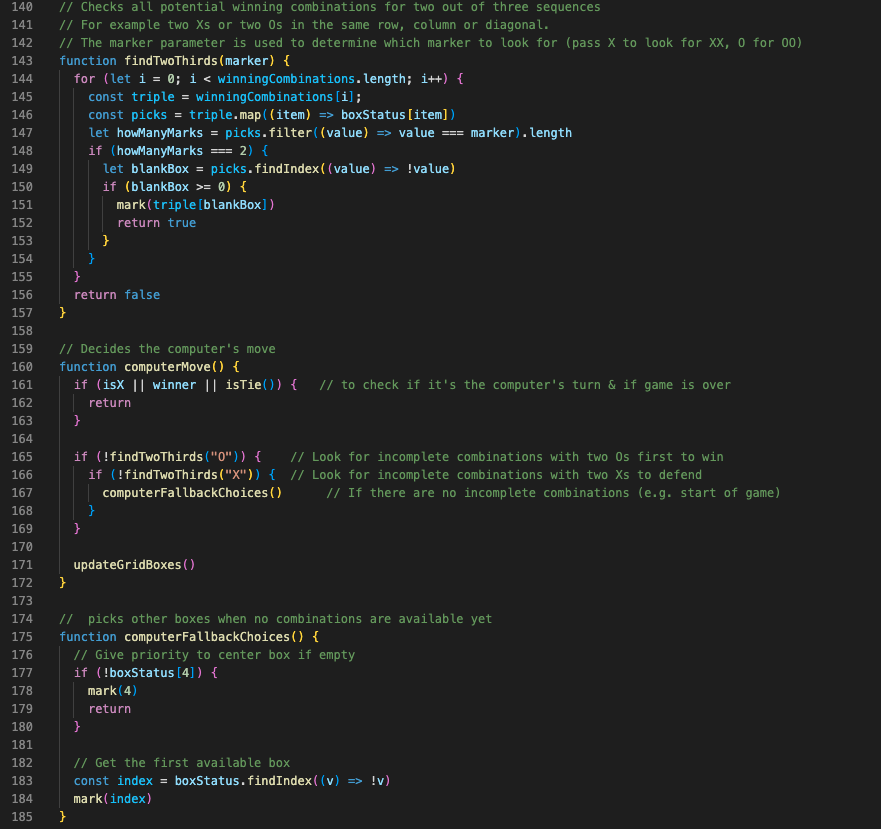 140 // Checks all potential winning combinations for two out of three sequences
141 // For example two Xs or two Os in the same row, column or diagonal.
142 // The marker parameter is used to determine which marker to look for (pass X to look for XX, O for OO)
143 function findTwoThirds(marker) {
144   for (let i = 0; i < winningCombinations.length; i++) {
145     const triple = winningCombinations[i];
146     const picks = triple.map((item) => boxStatus[item])
147     let howManyMarks = picks.filter((value) => value === marker).length
148     if (howManyMarks === 2) {
149       let blankBox = picks.findIndex((value) => !value)
150       if (blankBox >= 0) {
151         mark(triple[blankBox])
152         return true
153       }
154     }
155   }
156   return false
157 }
158
159 // Decides the computer's move
160 function computerMove() {
161   if (isX || winner || isTie()) {   // to check if it's the computer's turn & if game is over
162     return
163   }
164
165   if (!findTwoThirds("O")) {    // Look for incomplete combinations with two Os first to win
166     if (!findTwoThirds("X")) {  // Look for incomplete combinations with two Xs to defend
167       computerFallbackChoices()      // If there are no incomplete combinations (e.g. start of game)
168     }
169   }
170
171   updateGridBoxes()
172 }
173
174 //  picks other boxes when no combinations are available yet
175 function computerFallbackChoices() {
176   // Give priority to center box if empty
177   if (!boxStatus[4]) {
178     mark(4)
179     return
180   }
181
182   // Get the first available box
183   const index = boxStatus.findIndex((v) => !v)
184   mark(index)
185 }